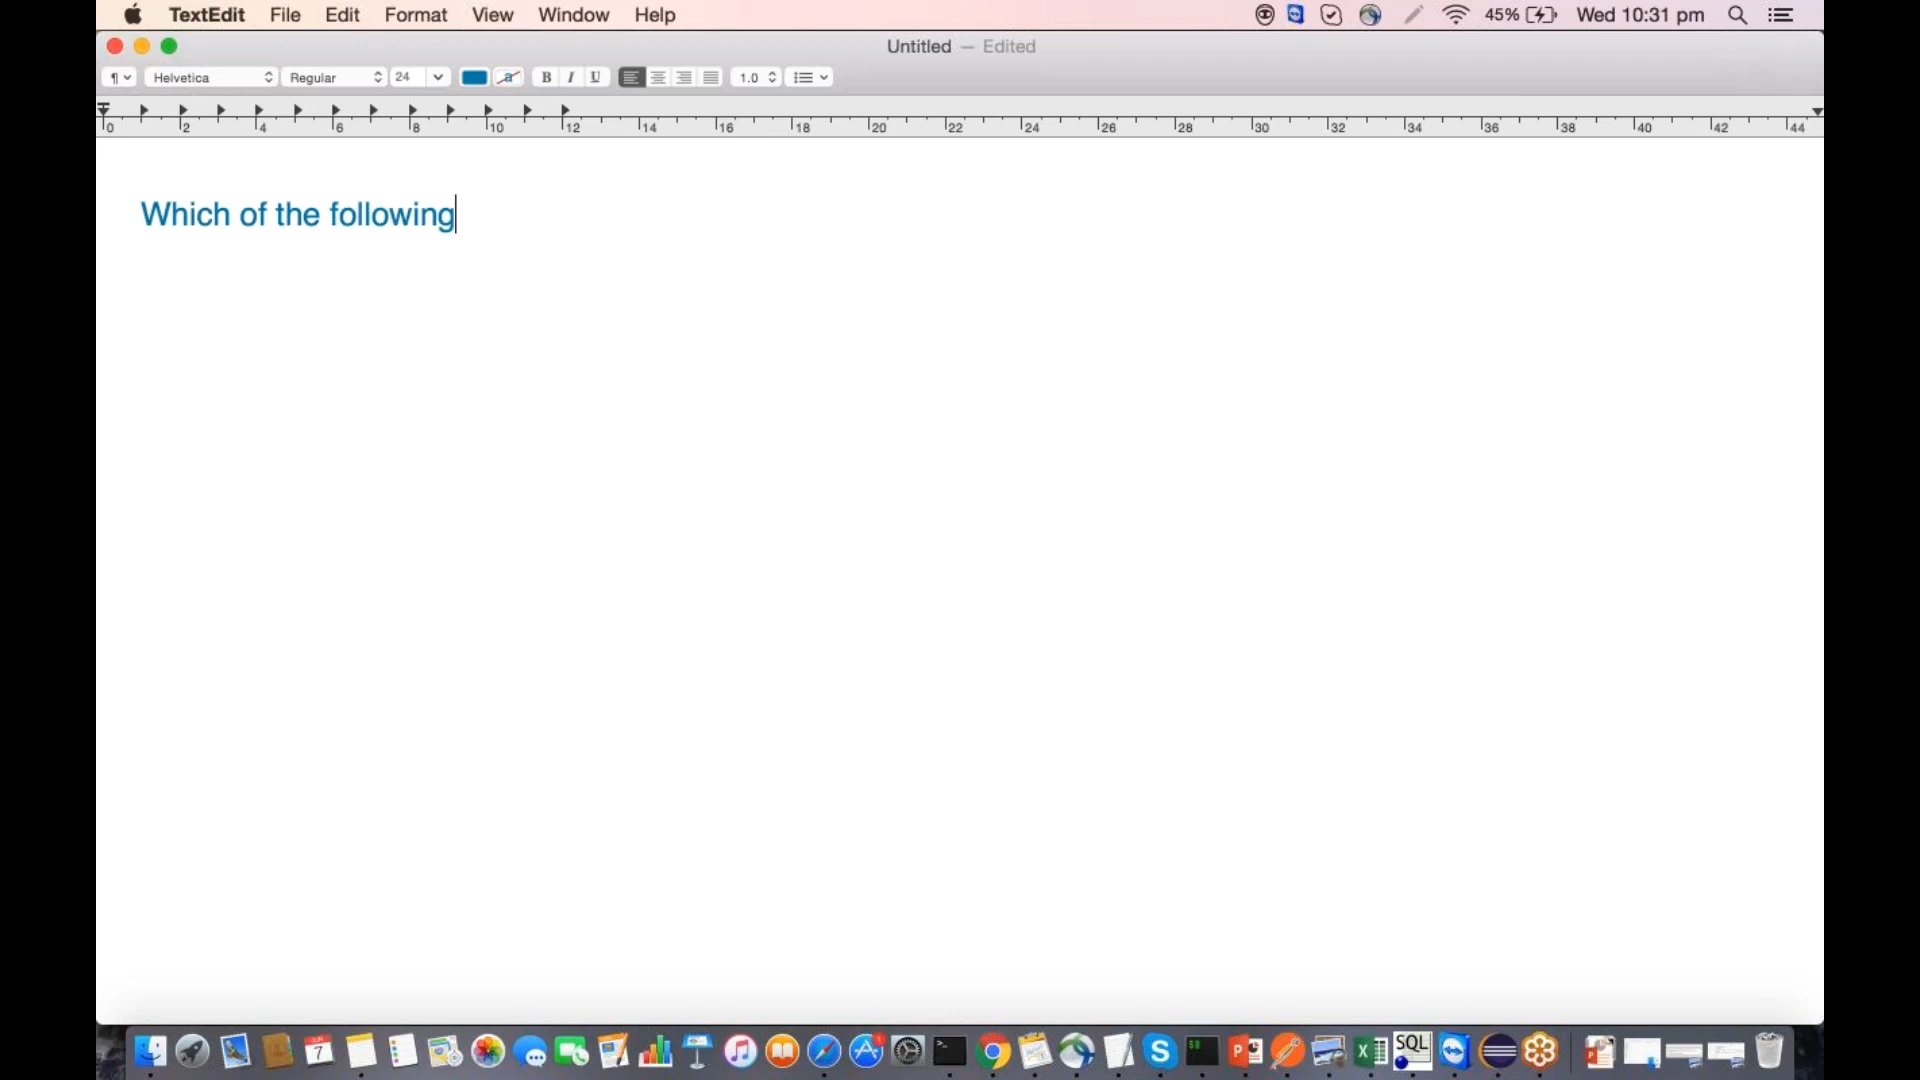 TextEdit File Edit Format View Window Help 45% Wed 10:31 pm
Untitled — Edited
¶ Helvetica Regular 24 a B I U 1.0
0 2 4 6 8 10 12 14 16 18 20 22 24 26 28 30 32 34 36 38 40 42 44
Which of the following
7 S P X SQL